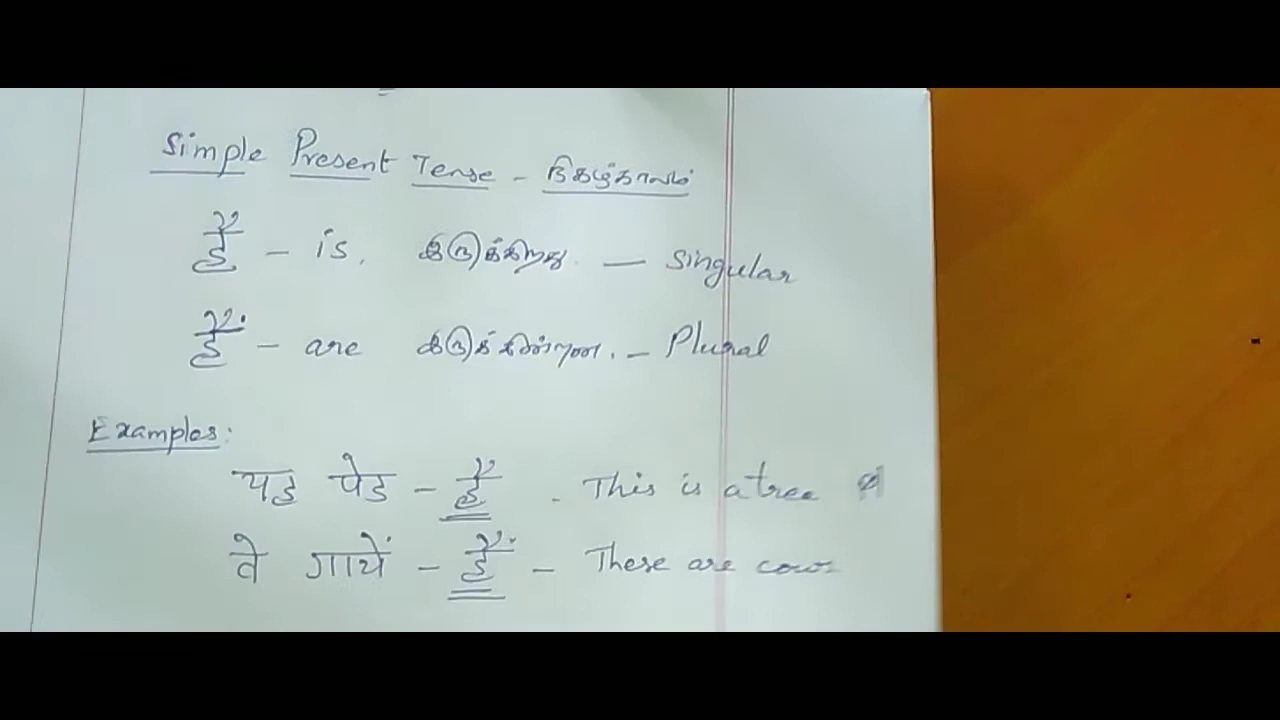 Simple Present Tense - நிகழ்காலம்
है - is. இருக்கிறது. — Singular
हैं - are இருக்கின்றன. - Plural
Examples:
यह पेड - है . This is a tree
वे गायें - हैं - These are cows